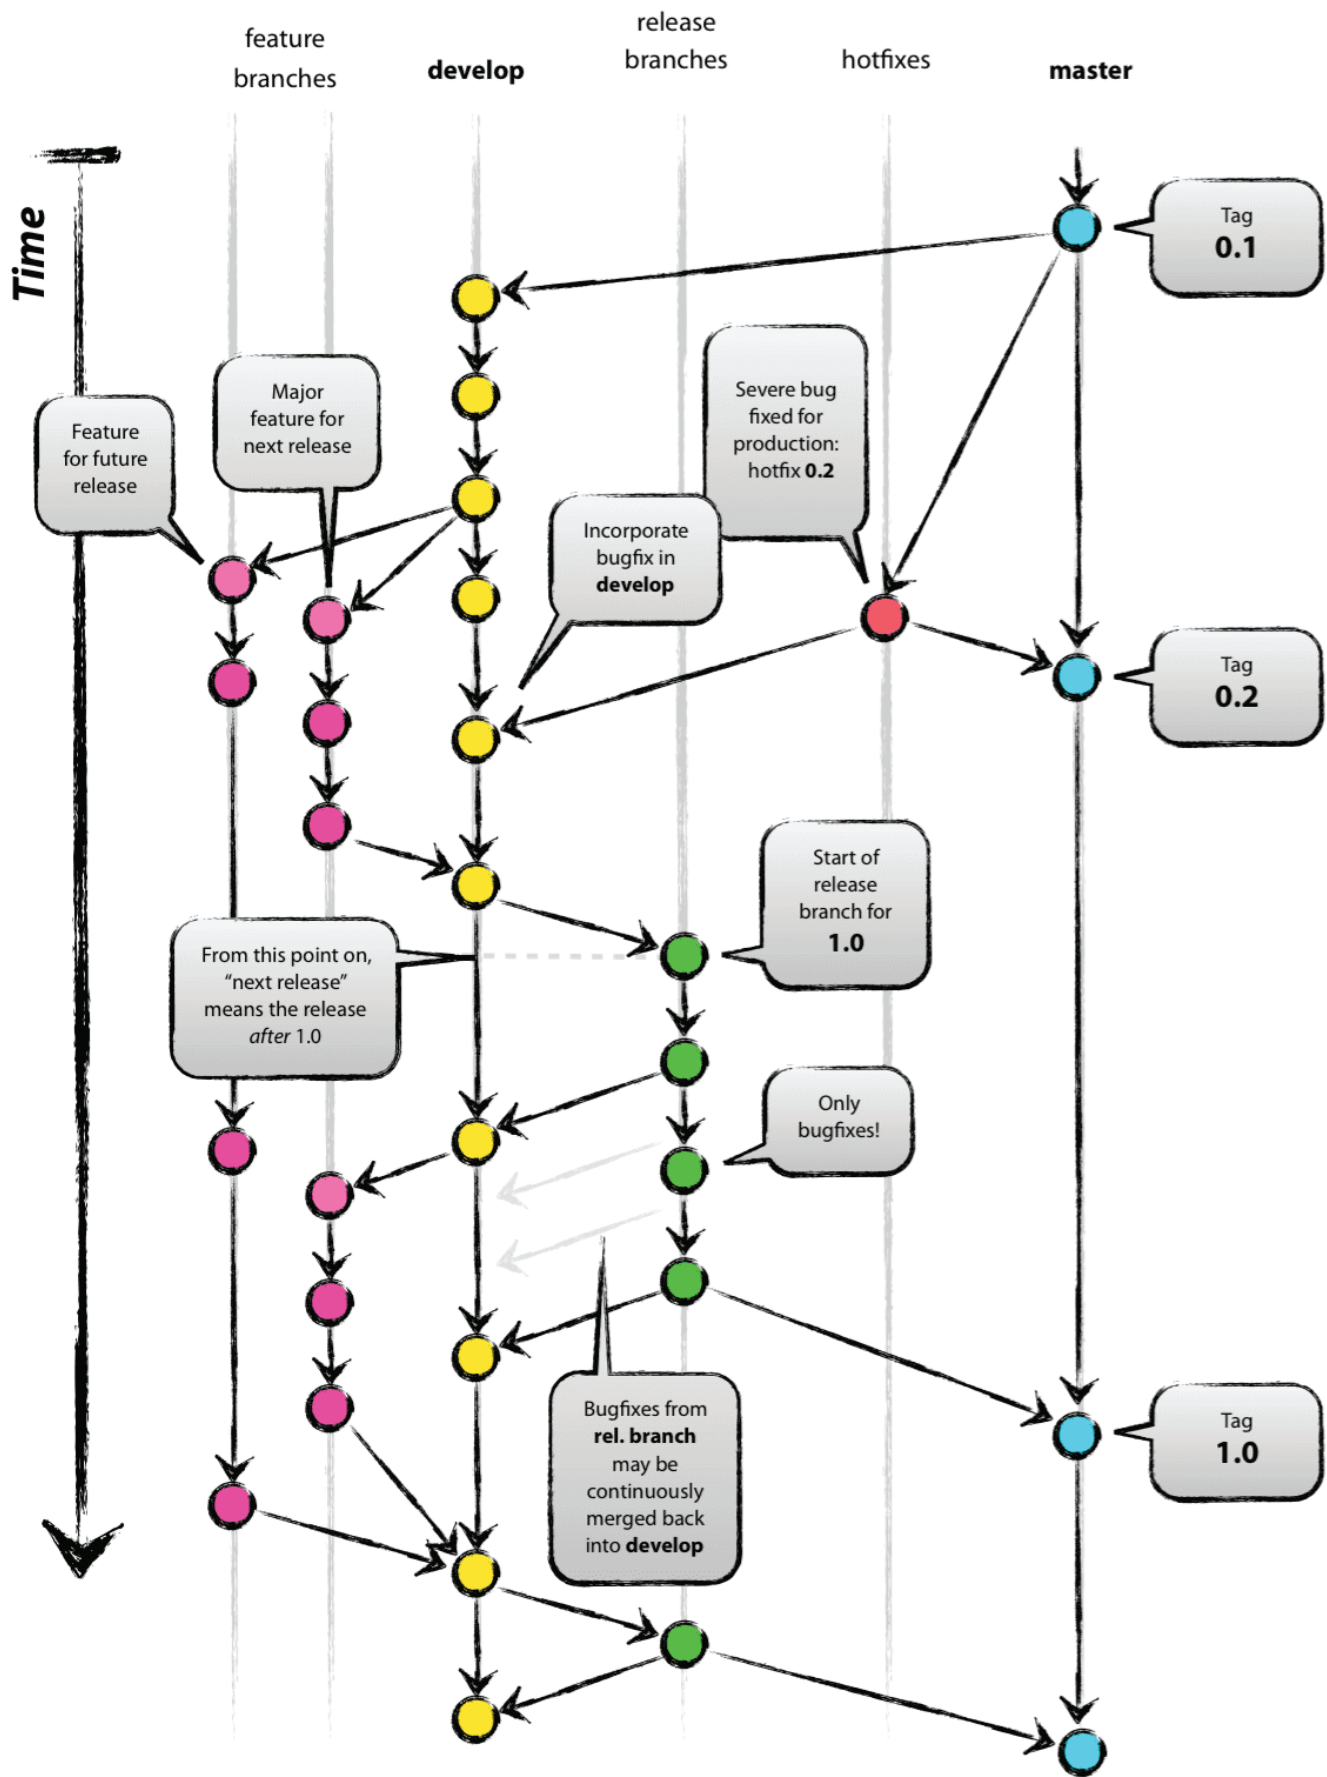 feature
branches
develop
release
branches
hotfixes
master
Time
Tag
0.1
Major
feature for
next release
Feature
for future
release
Severe bug
fixed for
production:
hotfix 0.2
Incorporate
bugfix in
develop
Tag
0.2
Start of
release
branch for
1.0
From this point on,
“next release”
means the release
after 1.0
Only
bugfixes!
Bugfixes from
rel. branch
may be
continuously
merged back
into develop
Tag
1.0